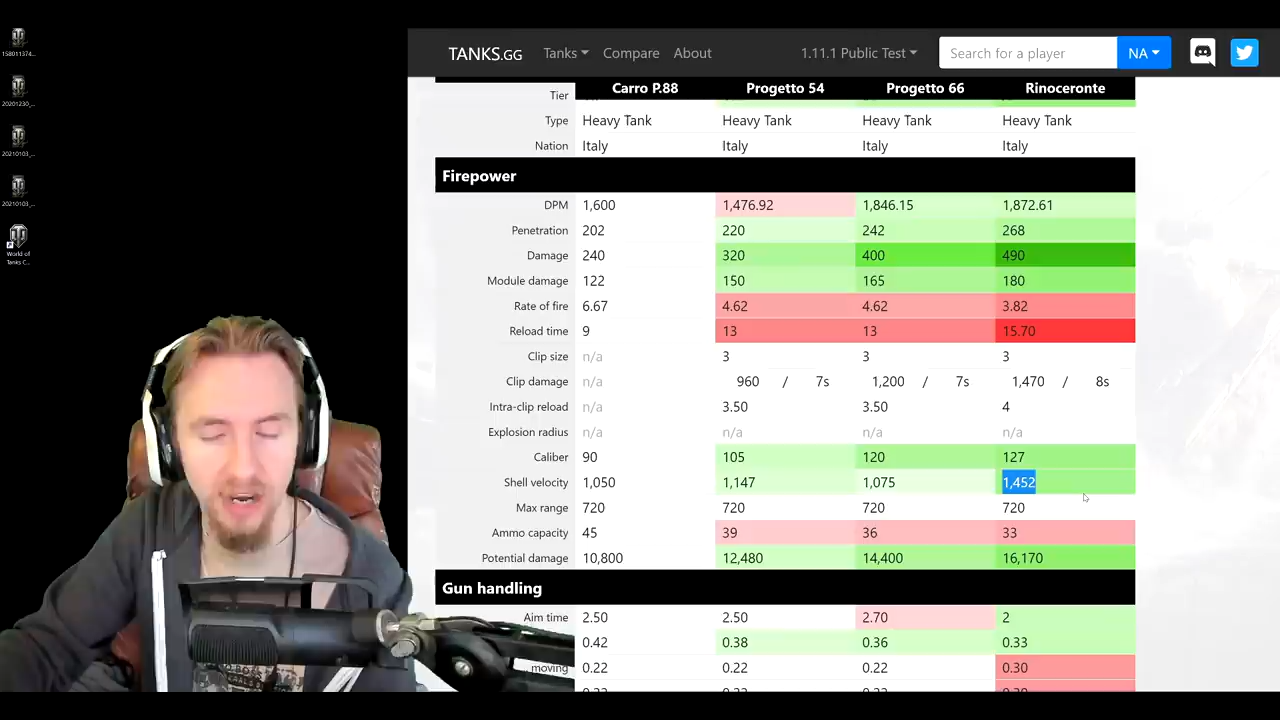 158011374...
20201230_...
20210103_...
20210103_...
World of
Tanks C...
TANKS.GG Tanks Compare About 1.11.1 Public Test Search for a player NA
Carro P.88 Progetto 54 Progetto 66 Rinoceronte
Tier
Type Heavy Tank Heavy Tank Heavy Tank Heavy Tank
Nation Italy Italy Italy Italy
Firepower
DPM 1,600 1,476.92 1,846.15 1,872.61
Penetration 202 220 242 268
Damage 240 320 400 490
Module damage 122 150 165 180
Rate of fire 6.67 4.62 4.62 3.82
Reload time 9 13 13 15.70
Clip size n/a 3 3 3
Clip damage n/a 960 / 7s 1,200 / 7s 1,470 / 8s
Intra-clip reload n/a 3.50 3.50 4
Explosion radius n/a n/a n/a n/a
Caliber 90 105 120 127
Shell velocity 1,050 1,147 1,075 1,452
Max range 720 720 720 720
Ammo capacity 45 39 36 33
Potential damage 10,800 12,480 14,400 16,170
Gun handling
Aim time 2.50 2.50 2.70 2
0.42 0.38 0.36 0.33
moving 0.22 0.22 0.22 0.30